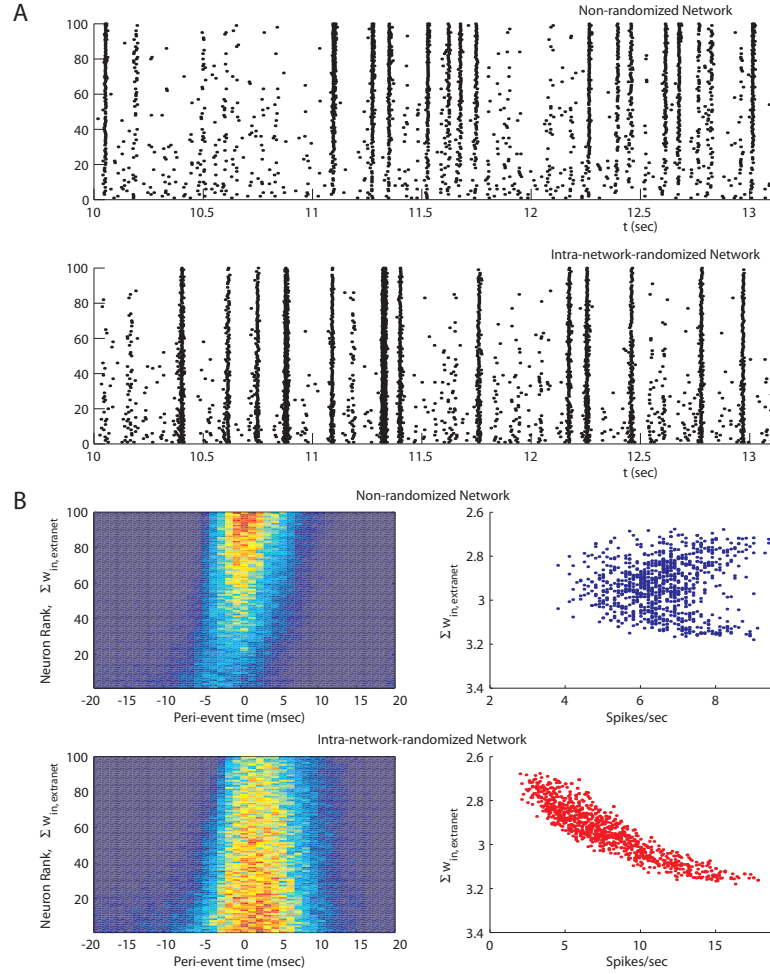 A
Non-randomized Network
100
80
60
40
20
0
10 10.5 11 11.5 12 12.5 13
t (sec)
Intra-network-randomized Network
100
80
60
40
20
0
10 10.5 11 11.5 12 12.5 13
t (sec)
B
Non-randomized Network
Neuron Rank, Σ w in, extranet
100
80
60
40
20
-20 -15 -10 -5 0 5 10 15 20
Peri-event time (msec)
Σ w in, extranet
2.6
2.8
3
3.2
3.4
2 4 6 8
Spikes/sec
Intra-network-randomized Network
Neuron Rank, Σ w in, extranet
100
80
60
40
20
-20 -15 -10 -5 0 5 10 15 20
Peri-event time (msec)
Σ w in, extranet
2.6
2.8
3
3.2
3.4
0 5 10 15
Spikes/sec